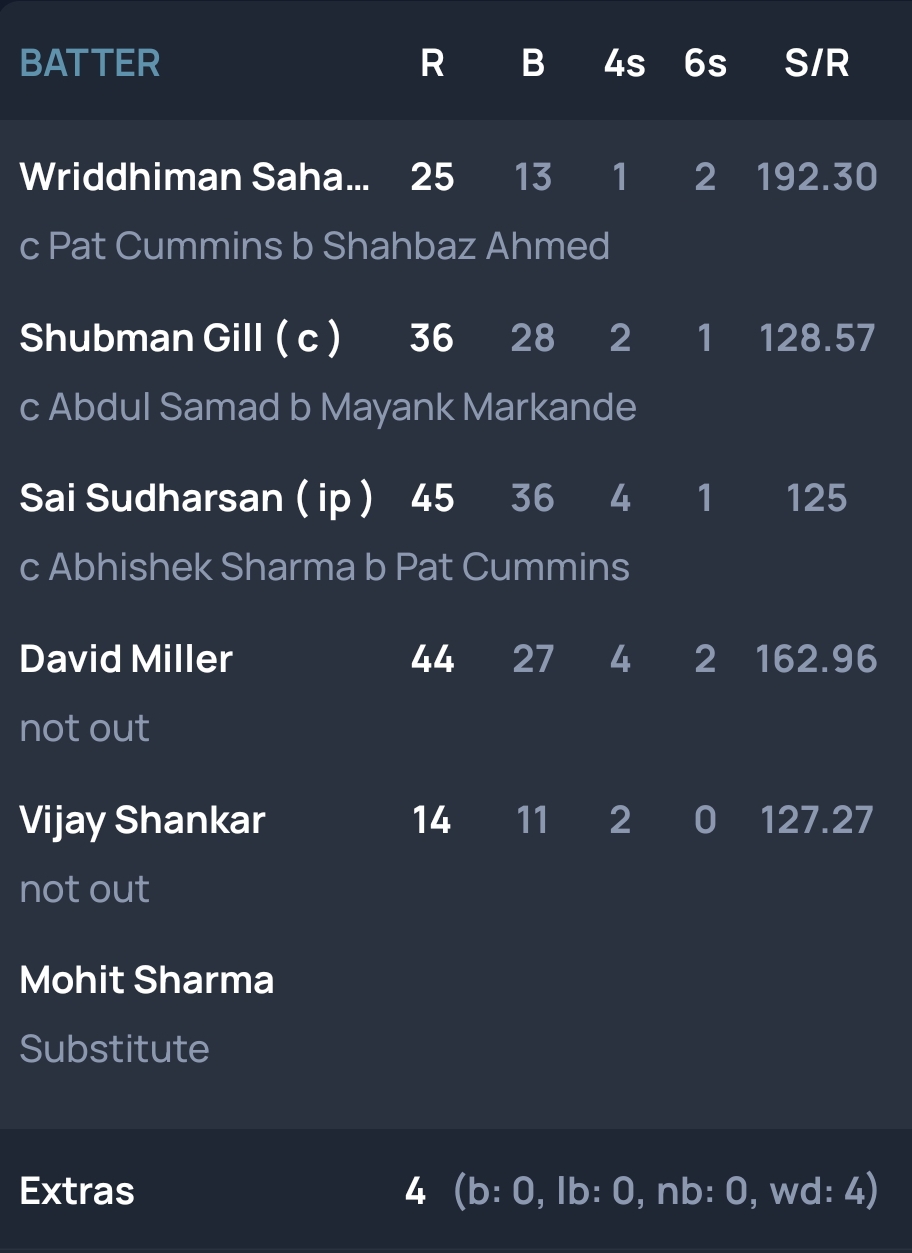 BATTER R B 4s 6s S/R
Wriddhiman Saha... 25 13 1 2 192.30
c Pat Cummins b Shahbaz Ahmed
Shubman Gill ( c ) 36 28 2 1 128.57
c Abdul Samad b Mayank Markande
Sai Sudharsan ( ip ) 45 36 4 1 125
c Abhishek Sharma b Pat Cummins
David Miller 44 27 4 2 162.96
not out
Vijay Shankar 14 11 2 0 127.27
not out
Mohit Sharma
Substitute
Extras 4 (b: 0, lb: 0, nb: 0, wd: 4)